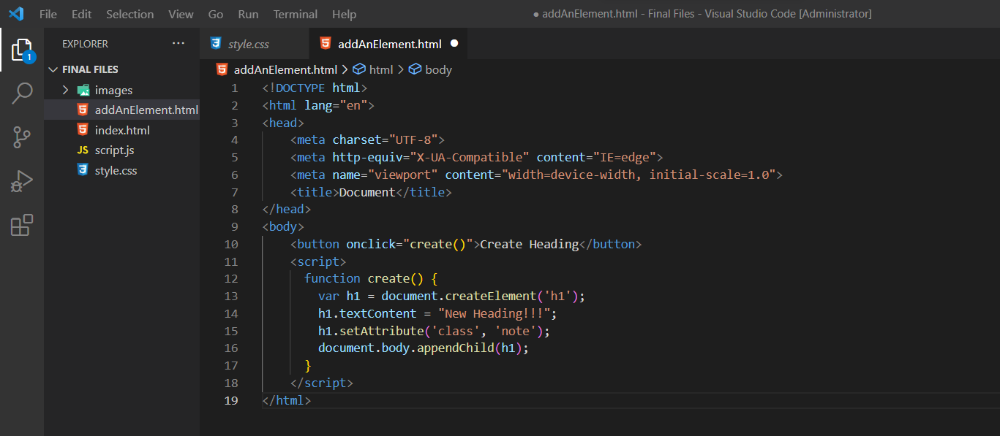 File Edit Selection View Go Run Terminal Help ● addAnElement.html - Final Files - Visual Studio Code [Administrator]
EXPLORER ...
1
FINAL FILES
images
addAnElement.html
index.html
JS script.js
style.css
style.css addAnElement.html ●
addAnElement.html > html > body
1 <!DOCTYPE html>
2 <html lang="en">
3 <head>
4 <meta charset="UTF-8">
5 <meta http-equiv="X-UA-Compatible" content="IE=edge">
6 <meta name="viewport" content="width=device-width, initial-scale=1.0">
7 <title>Document</title>
8 </head>
9 <body>
10 <button onclick="create()">Create Heading</button>
11 <script>
12 function create() {
13 var h1 = document.createElement('h1');
14 h1.textContent = "New Heading!!!";
15 h1.setAttribute('class', 'note');
16 document.body.appendChild(h1);
17 }
18 </script>
19 </html>